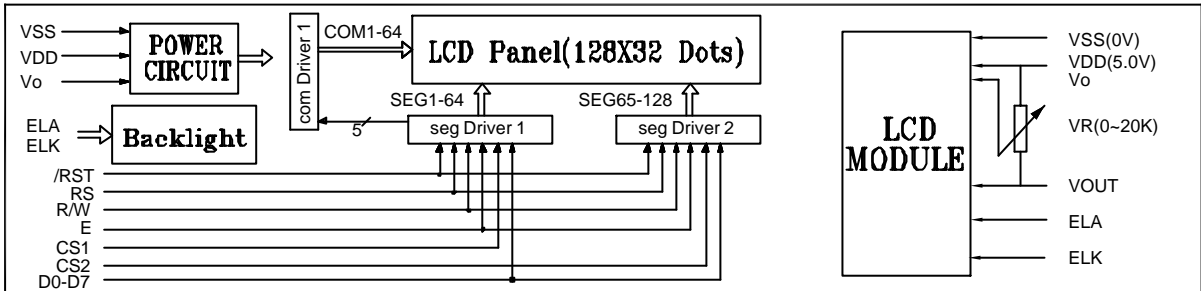 VSS
VDD
Vo
POWER
CIRCUIT
com Driver 1
COM1-64
LCD Panel(128X32 Dots)
SEG1-64
SEG65-128
5
seg Driver 1
seg Driver 2
ELA
ELK
Backlight
/RST
RS
R/W
E
CS1
CS2
D0-D7
LCD
MODULE
VSS(0V)
VDD(5.0V)
Vo
VR(0~20K)
VOUT
ELA
ELK